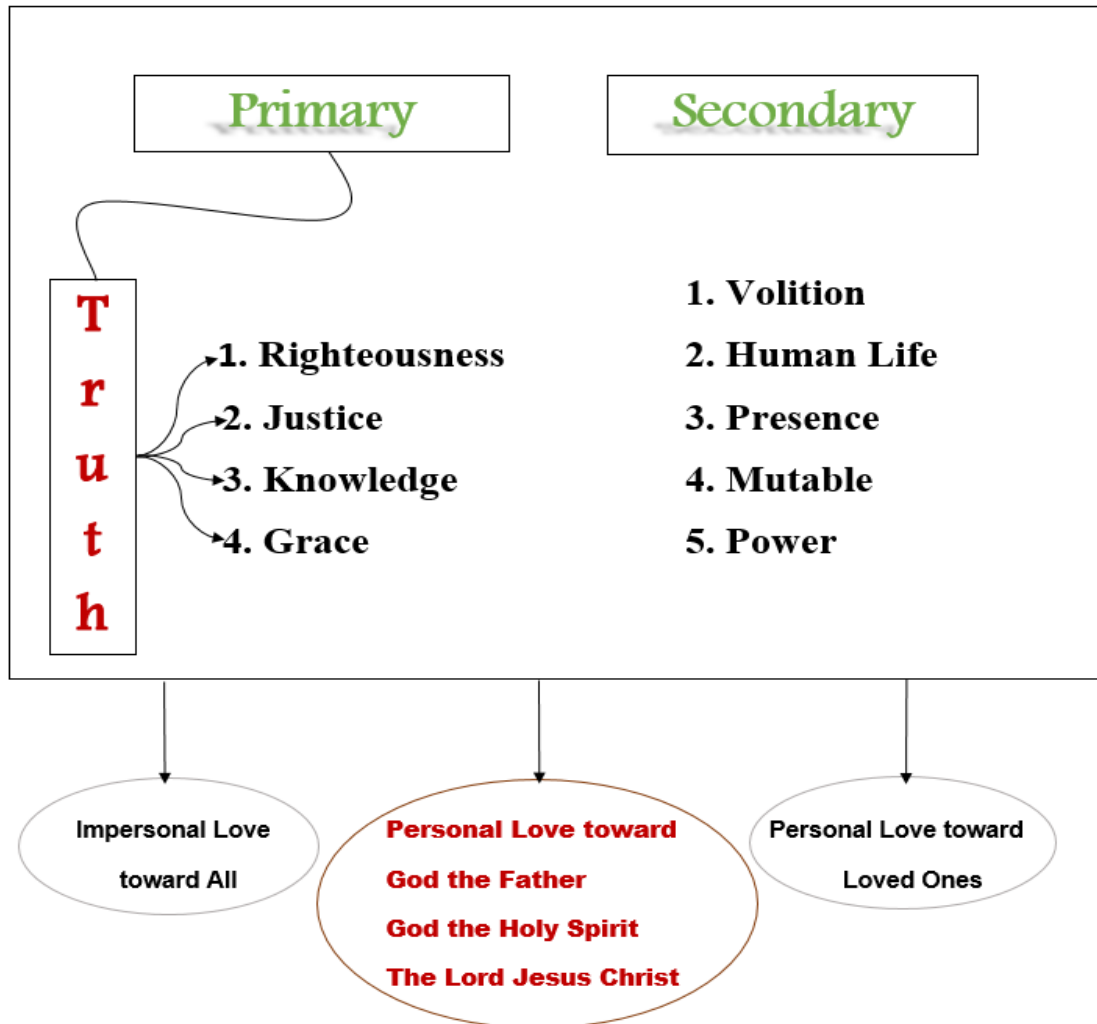 Primary
Secondary
Truth
1. Righteousness
2. Justice
3. Knowledge
4. Grace
1. Volition
2. Human Life
3. Presence
4. Mutable
5. Power
Impersonal Love
toward All
Personal Love toward
God the Father
God the Holy Spirit
The Lord Jesus Christ
Personal Love toward
Loved Ones